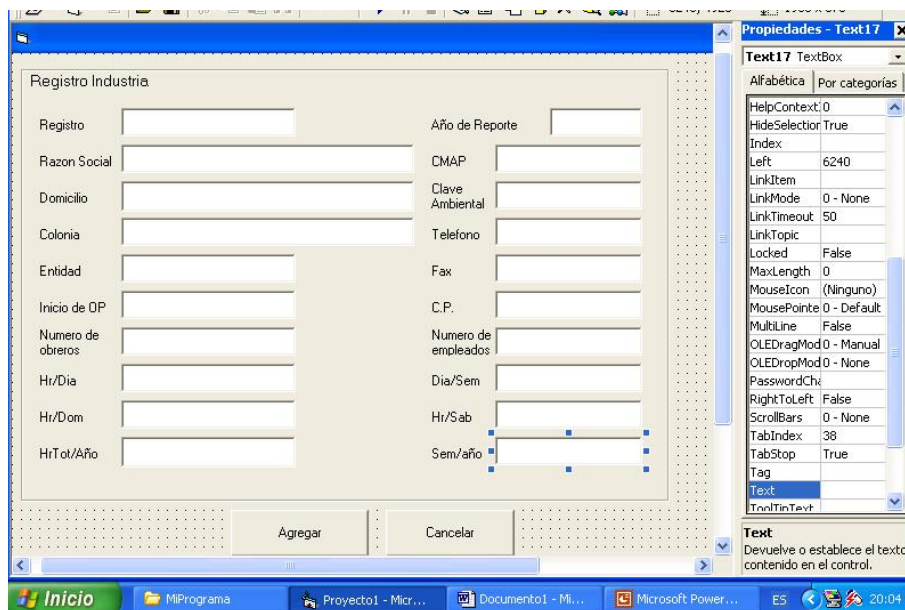 Propiedades - Text17
Text17 TextBox
Alfabética Por categorías
Registro Industria
Registro
Año de Reporte
Razon Social
CMAP
Domicilio
Clave
Ambiental
Colonia
Telefono
Entidad
Fax
Inicio de OP
C.P.
Numero de
obreros
Numero de
empleados
Hr/Dia
Dia/Sem
Hr/Dom
Hr/Sab
HrTot/Año
Sem/año
Agregar
Cancelar
HelpContext 0
HideSelection True
Index
Left 6240
LinkItem
LinkMode 0 - None
LinkTimeout 50
LinkTopic
Locked False
MaxLength 0
MouseIcon (Ninguno)
MousePointe 0 - Default
MultiLine False
OLEDragMod 0 - Manual
OLEDropMod 0 - None
PasswordCha
RightToLeft False
ScrollBars 0 - None
TabIndex 38
TabStop True
Tag
Text
ToolTipText
Text
Devuelve o establece el texto
contenido en el control.
Inicio
MiPrograma
Proyecto1 - Micr...
Documento1 - Mi...
Microsoft Power...
ES
20:04